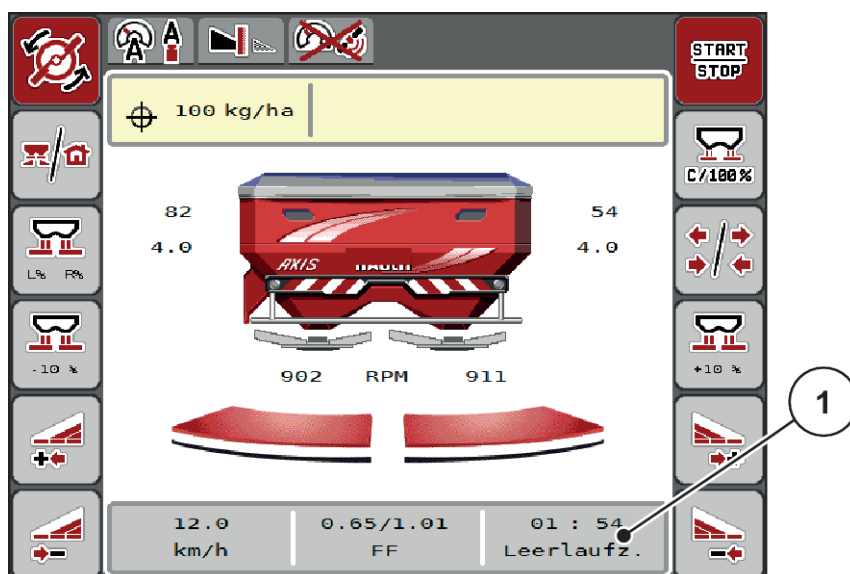 A A
START
STOP
100 kg/ha
C/100%
82 54
4.0 4.0
L% R%
AXIS RAUCH
-10 % +10 %
902 RPM 911
1
12.0 0.65/1.01 01 : 54
km/h FF Leerlaufz.